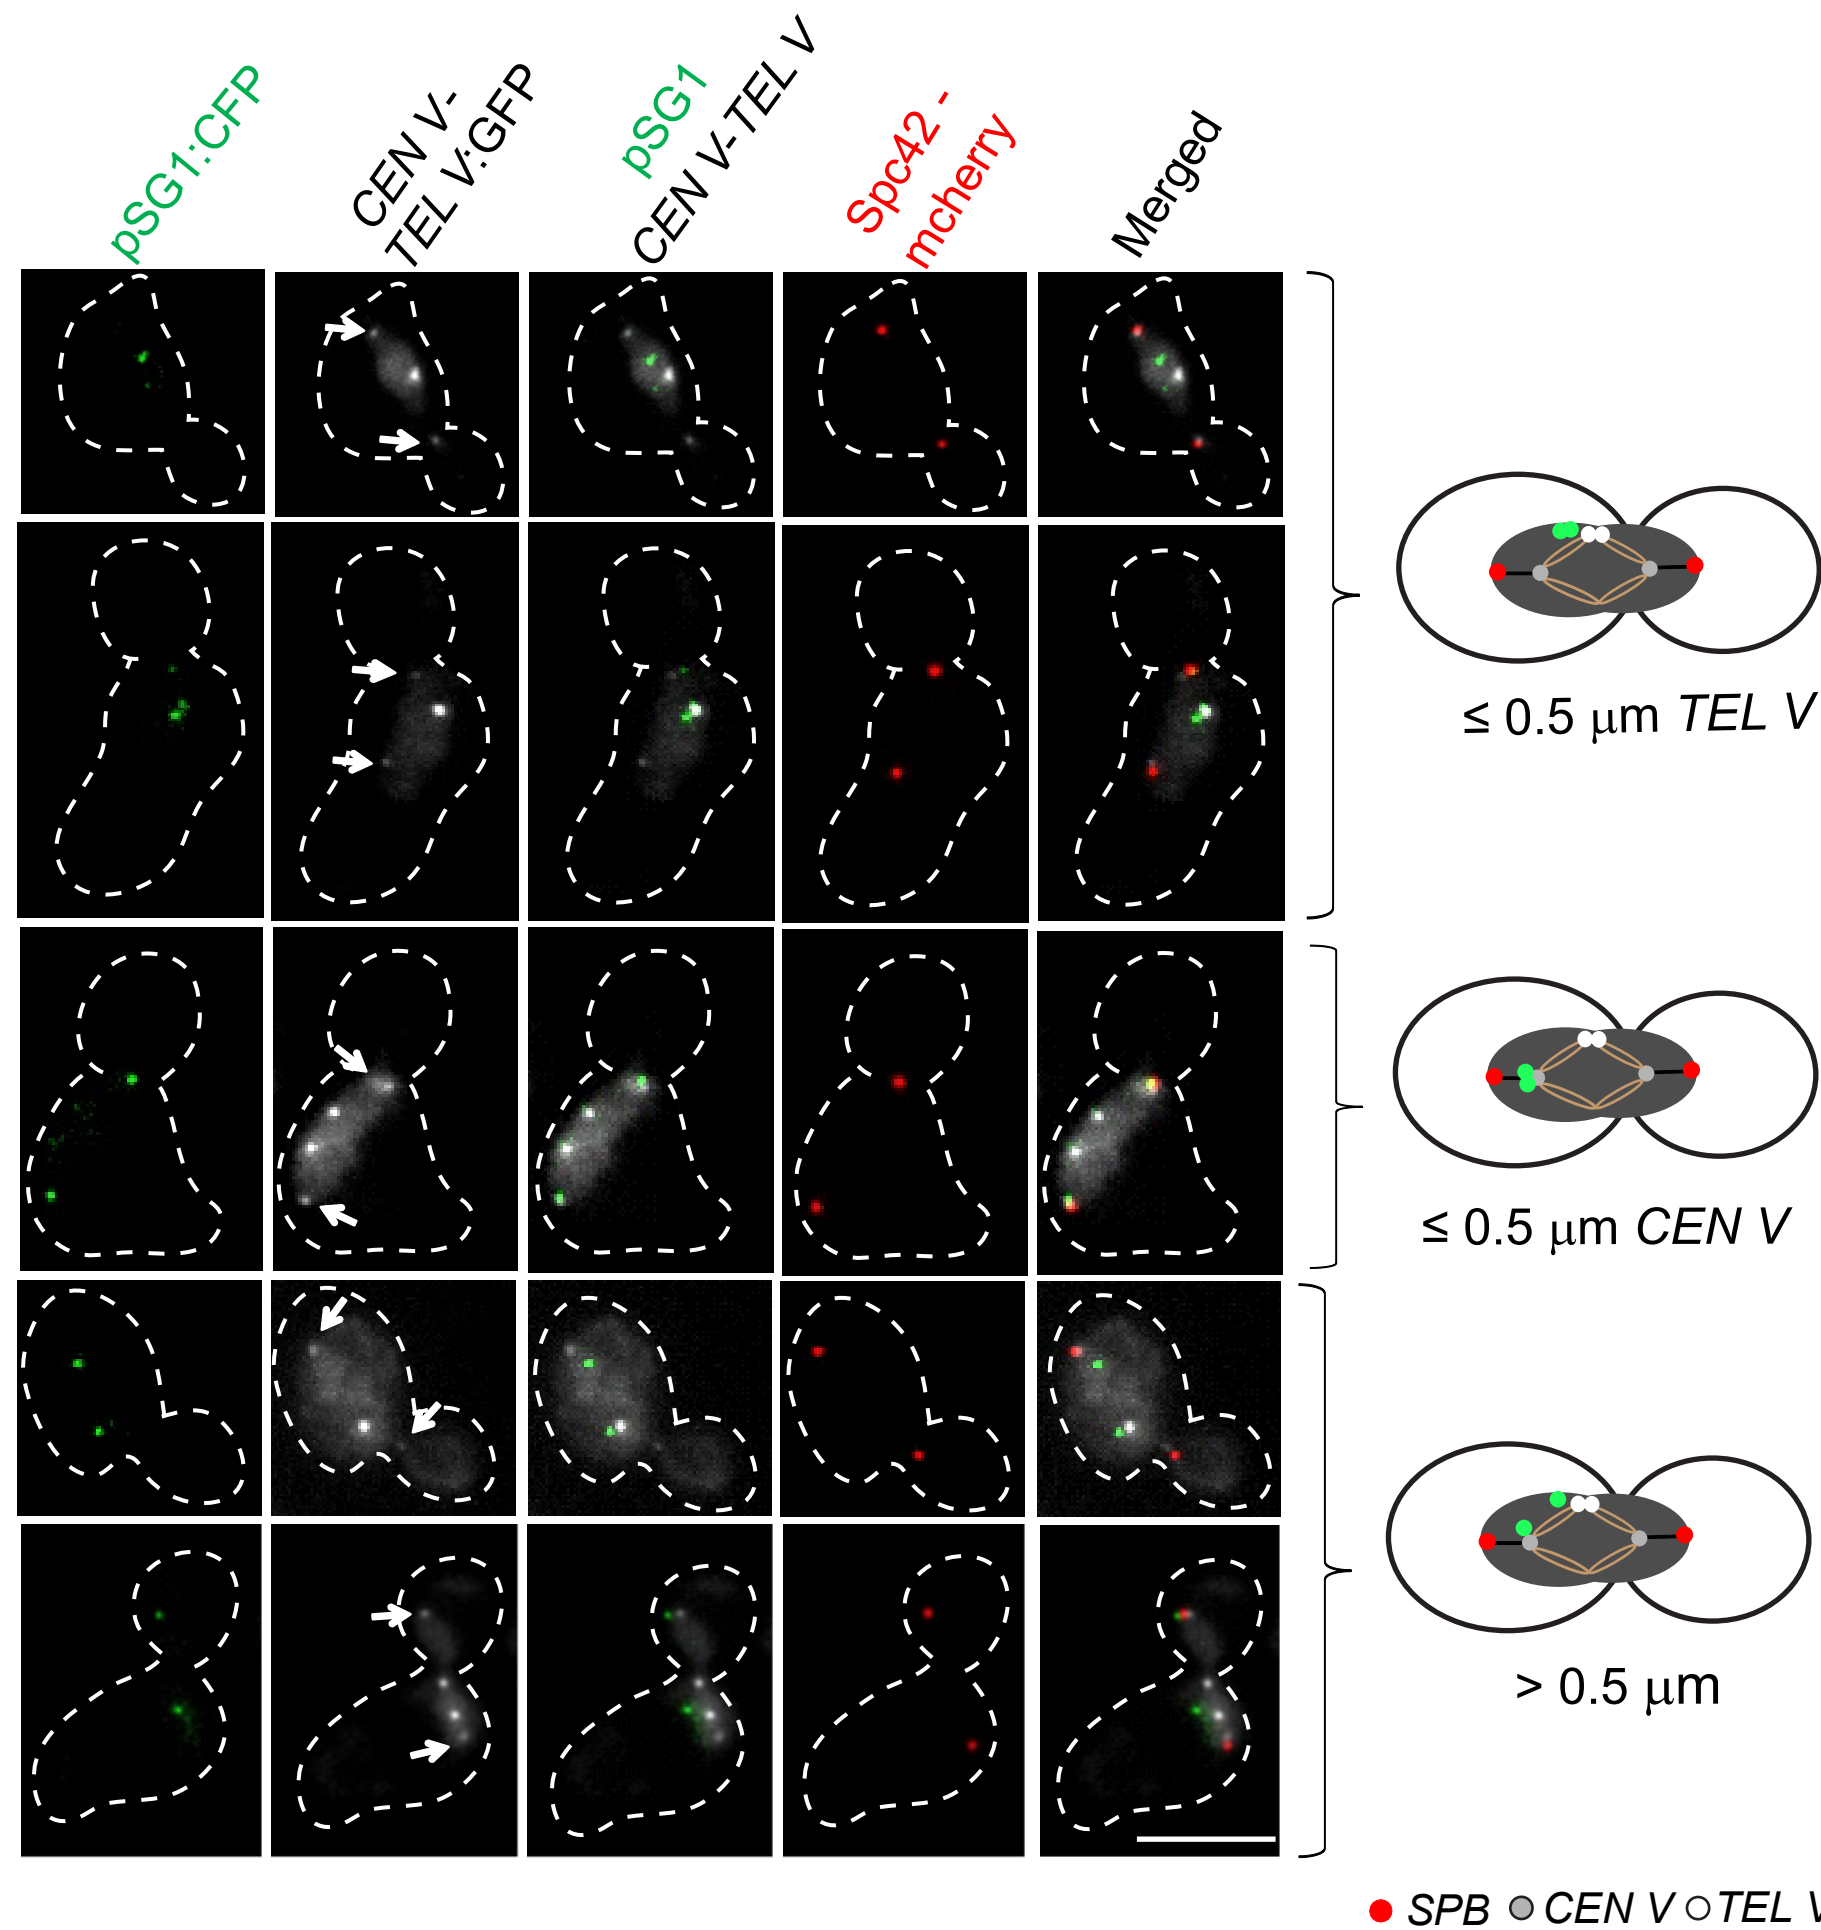 pSG1:CFP
CEN V-
TEL V:GFP
pSG1
CEN V-TEL V
Spc42 -
mcherry
Merged
≤ 0.5 μm TEL V
≤ 0.5 μm CEN V
> 0.5 μm
SPB CEN V TEL V